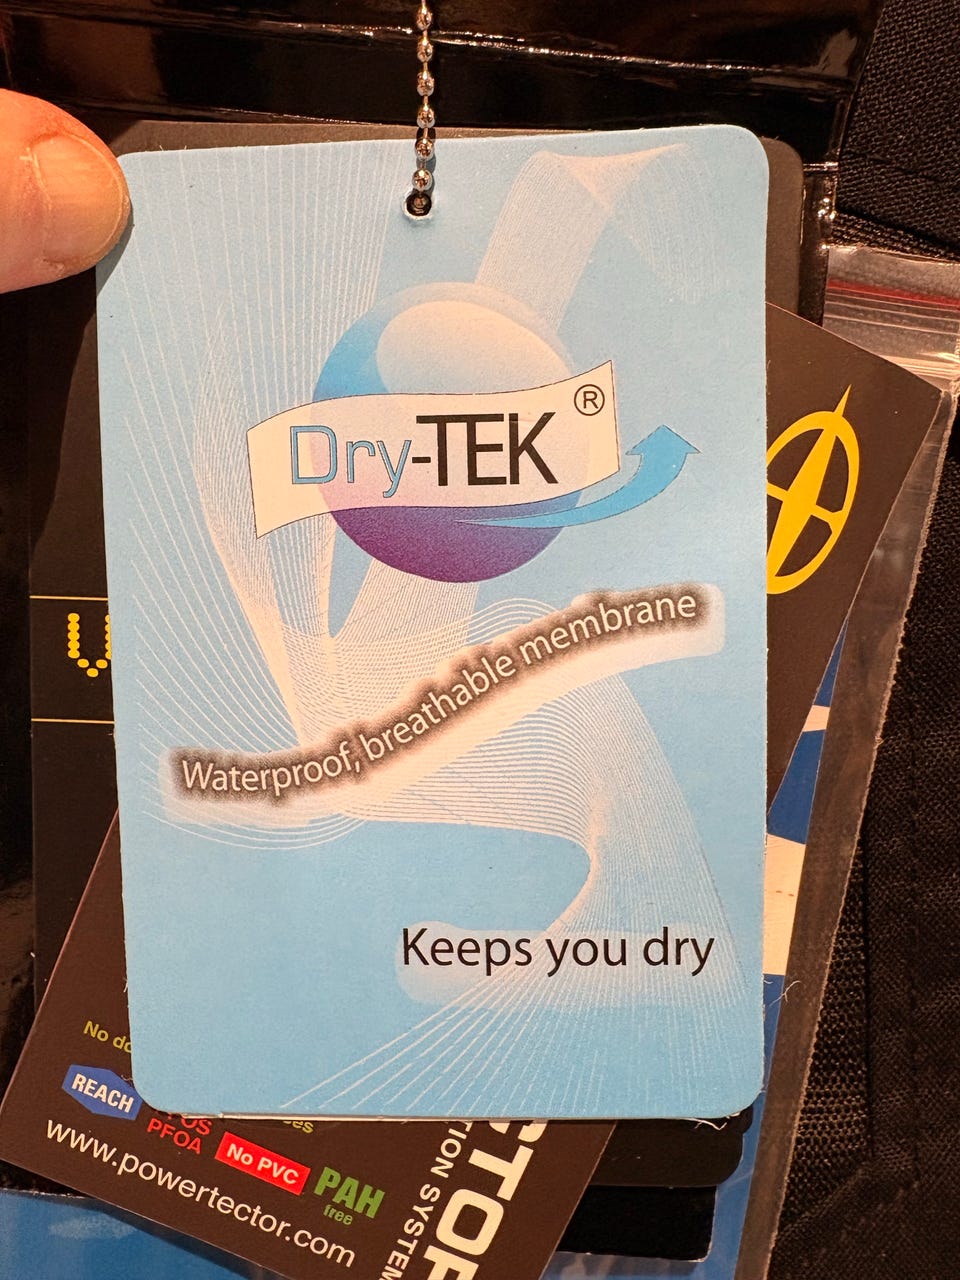 Dry-TEK ®
Waterproof, breathable membrane
Keeps you dry
REACH
PFOA
No PVC
PAH
free
www.powertector.com